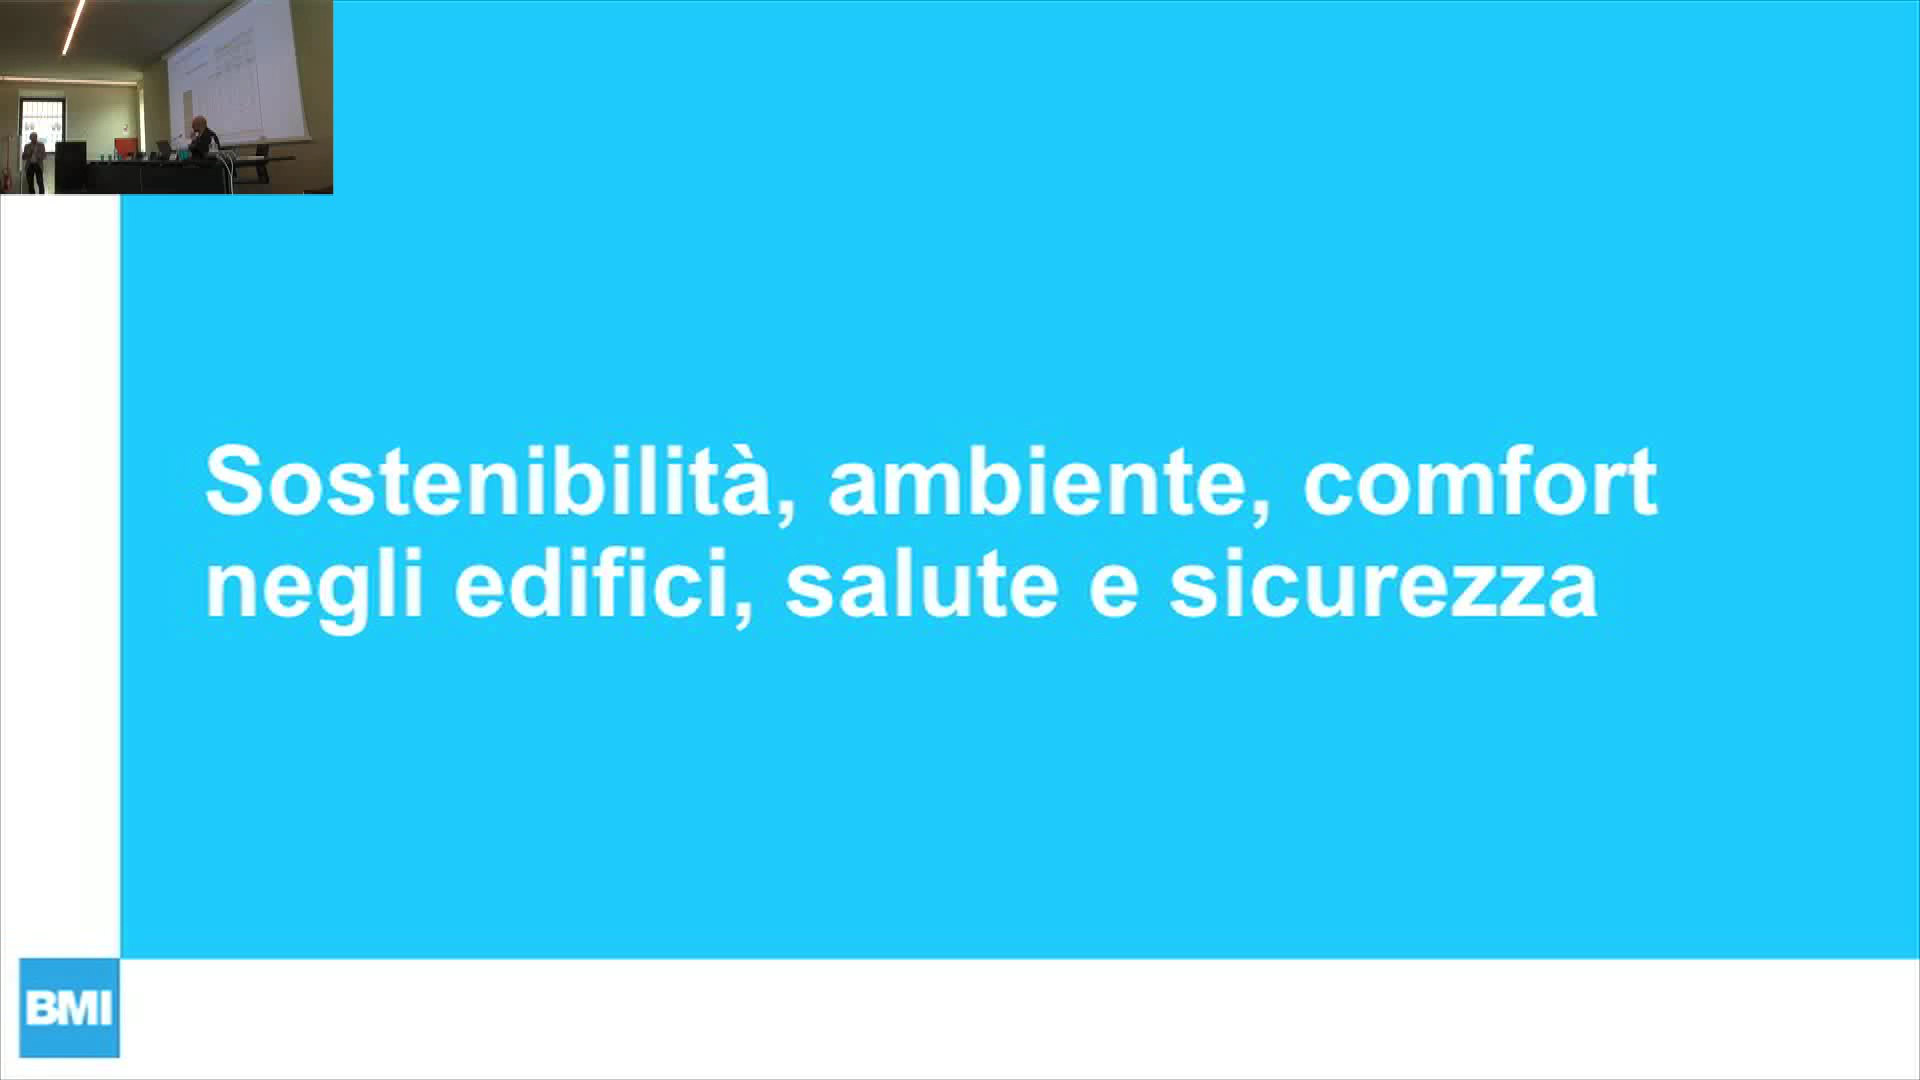 Sostenibilità, ambiente, comfort
negli edifici, salute e sicurezza
BMI